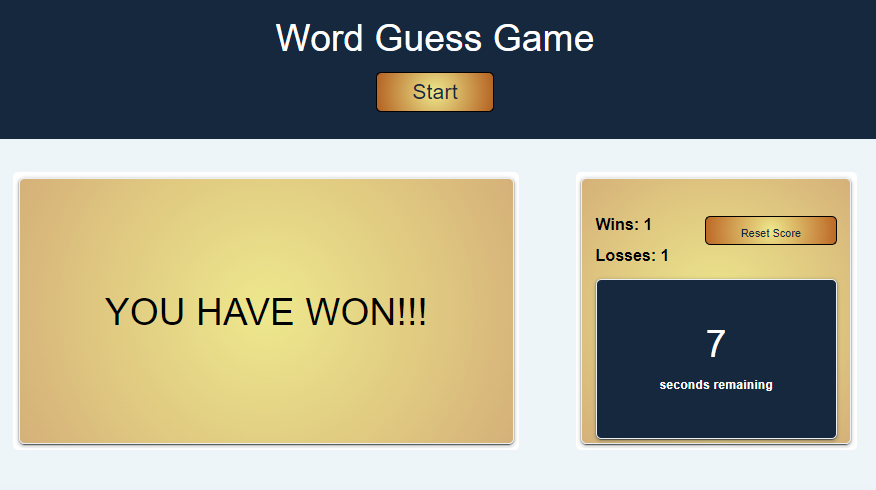 Word Guess Game
Start
YOU HAVE WON!!!
Wins: 1
Reset Score
Losses: 1
7
seconds remaining